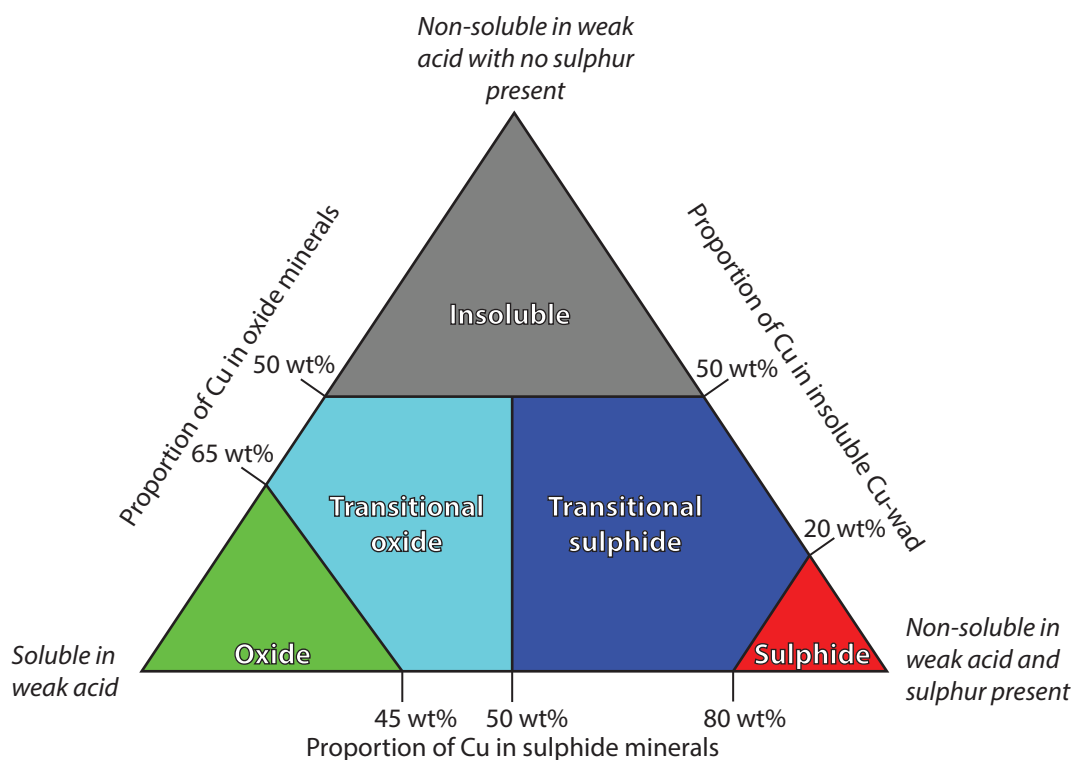 Non-soluble in weak
acid with no sulphur
present
Proportion of Cu in oxide minerals
Proportion of Cu in insoluble Cu-wad
Insoluble
50 wt%
50 wt%
65 wt%
Transitional
oxide
Transitional
sulphide
20 wt%
Soluble in
weak acid
Oxide
Sulphide
Non-soluble in
weak acid and
sulphur present
45 wt%
50 wt%
80 wt%
Proportion of Cu in sulphide minerals